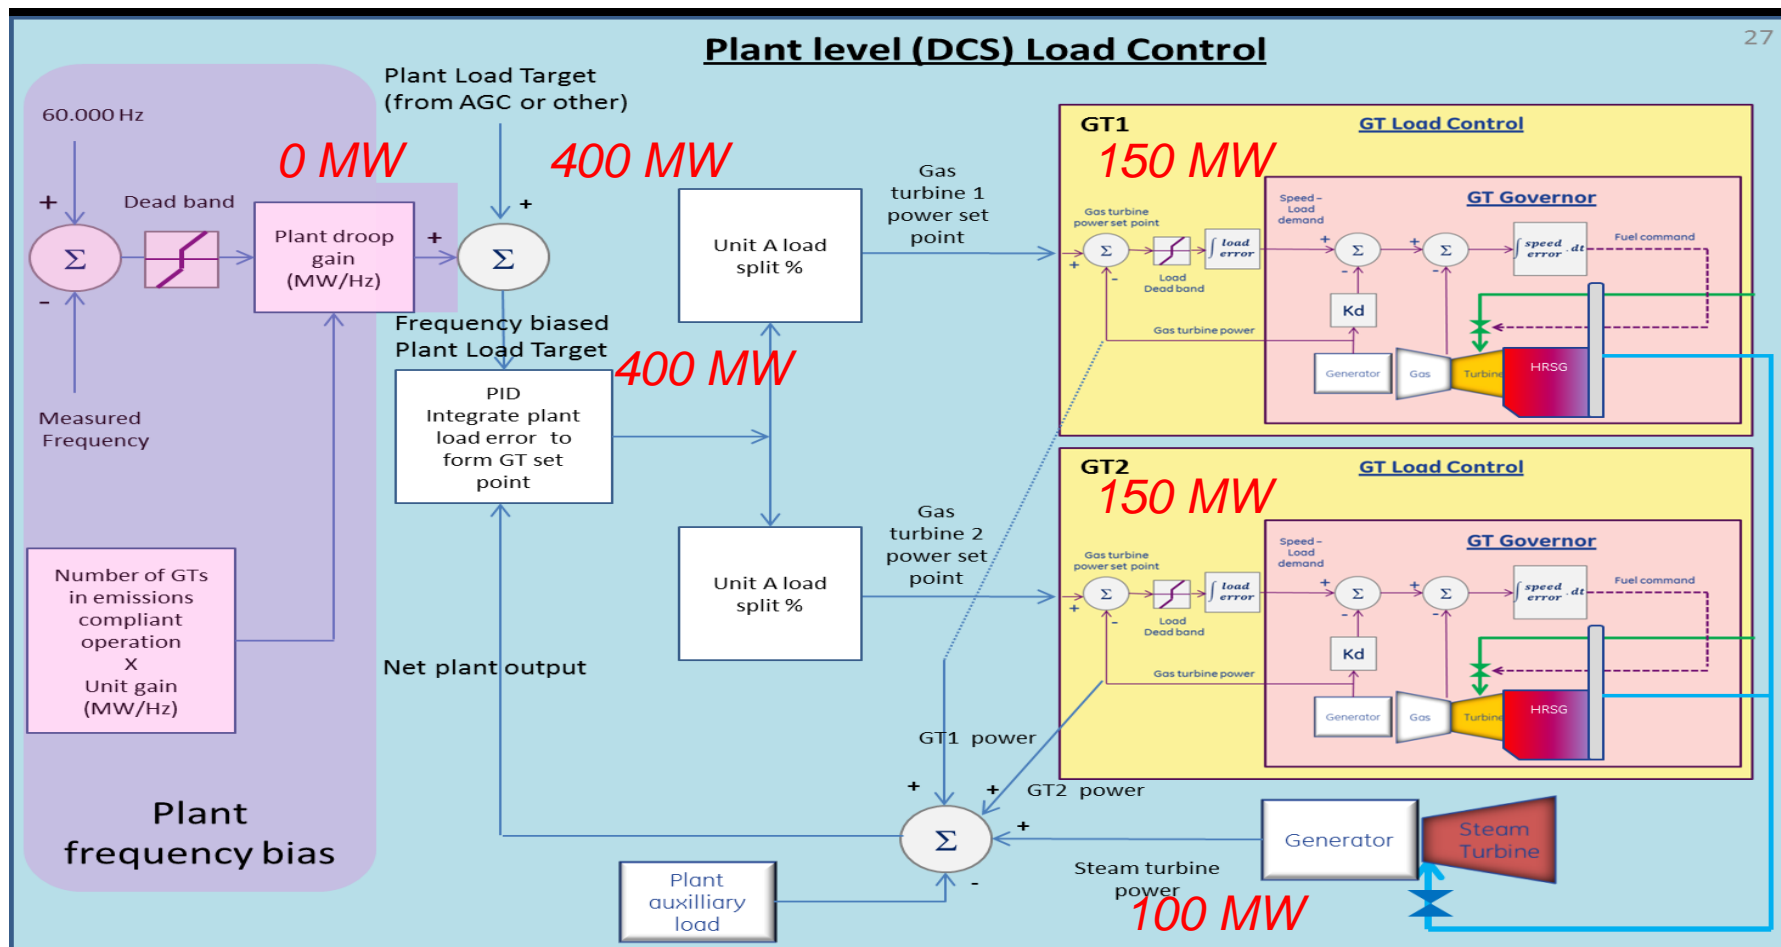 Plant level (DCS) Load Control
27
Plant Load Target
(from AGC or other)
60.000 Hz
0 MW
400 MW
+
Dead band
+
-
Σ
Plant droop
gain
(MW/Hz)
+
+
Σ
Frequency biased
Plant Load Target
400 MW
Measured
Frequency
PID
Integrate plant
load error to
form GT set
point
Number of GTs
in emissions
compliant
operation
X
Unit gain
(MW/Hz)
Plant
frequency bias
Net plant output
Unit A load
split %
Gas
turbine 1
power set
point
Unit A load
split %
Gas
turbine 2
power set
point
GT1
GT Load Control
150 MW
Gas turbine
power set point
+
Σ
-
Load
Dead band
∫ load
error
Speed –
Load
demand
GT Governor
+
Σ
-
+
Σ
-
∫ speed
error .dt
Fuel command
Kd
Gas turbine power
Generator
Gas
Turbine
HRSG
GT2
GT Load Control
150 MW
Gas turbine
power set point
+
Σ
-
Load
Dead band
∫ load
error
Speed –
Load
demand
GT Governor
+
Σ
-
+
Σ
-
∫ speed
error .dt
Fuel command
Kd
Gas turbine power
Generator
Gas
Turbine
HRSG
GT1 power
GT2 power
+
+
+
-
Σ
Plant
auxilliary
load
Steam turbine
power
100 MW
Generator
Steam
Turbine